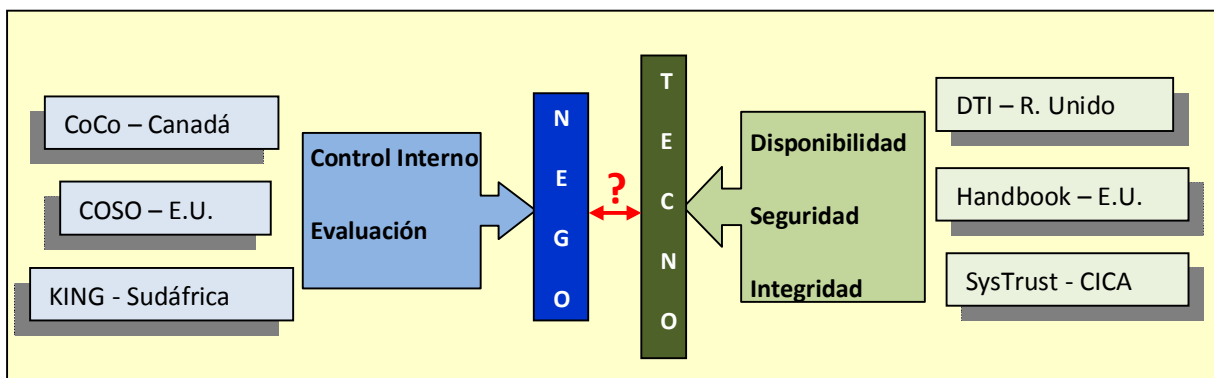 CoCo – Canadá
COSO – E.U.
KING - Sudáfrica
Control Interno
Evaluación
N
E
G
O
?
T
E
C
N
O
Disponibilidad
Seguridad
Integridad
DTI – R. Unido
Handbook – E.U.
SysTrust - CICA